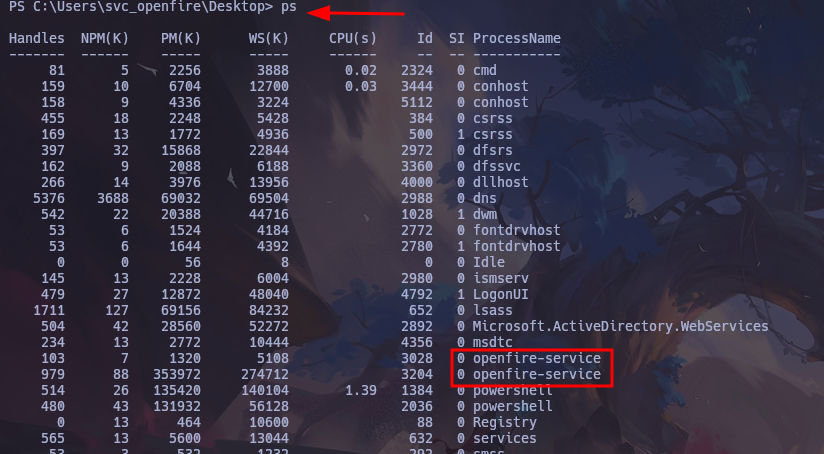 PS C:\Users\svc_openfire\Desktop> ps
Handles  NPM(K)    PM(K)      WS(K)     CPU(s)     Id  SI ProcessName
-------  ------    -----      -----     ------     --  -- -----------
     81       5     2256       3888       0.02   2324   0 cmd
    159      10     6704      12700       0.03   3444   0 conhost
    158       9     4336       3224              5112   0 conhost
    455      18     2248       5428               384   0 csrss
    169      13     1772       4936               500   1 csrss
    397      32    15868      22844              2972   0 dfsrs
    162       9     2088       6188              3360   0 dfssvc
    266      14     3976      13956              4000   0 dllhost
   5376    3688    69032      69504              2988   0 dns
    542      22    20388      44716              1028   1 dwm
     53       6     1524       4184              2772   0 fontdrvhost
     53       6     1644       4392              2780   1 fontdrvhost
      0       0       56          8                 0   0 Idle
    145      13     2228       6004              2980   0 ismserv
    479      27    12872      48040              4792   1 LogonUI
   1711     127    69156      84232               652   0 lsass
    504      42    28560      52272              2892   0 Microsoft.ActiveDirectory.WebServices
    234      13     2772      10444              4356   0 msdtc
    103       7     1320       5108              3028   0 openfire-service
    979      88   353972     274712              3204   0 openfire-service
    514      26   135420     140104       1.39   1384   0 powershell
    480      43   131932      56128              2036   0 powershell
      0      13      464      10600                88   0 Registry
    565      13     5600      13044               632   0 services